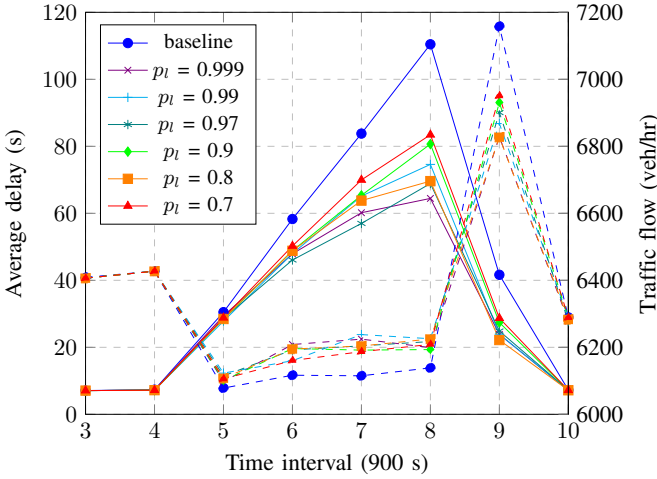 120
100
80
60
40
20
0
7200
7000
6800
6600
6400
6200
6000
3 4 5 6 7 8 9 10
Average delay (s)
Traffic flow (veh/hr)
Time interval (900 s)
baseline
p_l = 0.999
p_l = 0.99
p_l = 0.97
p_l = 0.9
p_l = 0.8
p_l = 0.7